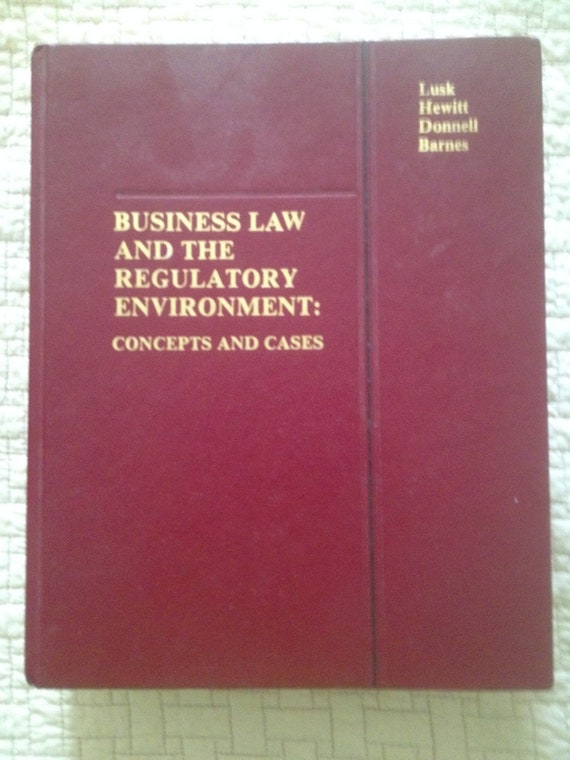 Lusk
Hewitt
Donnell
Barnes
BUSINESS LAW
AND THE
REGULATORY
ENVIRONMENT:
CONCEPTS AND CASES